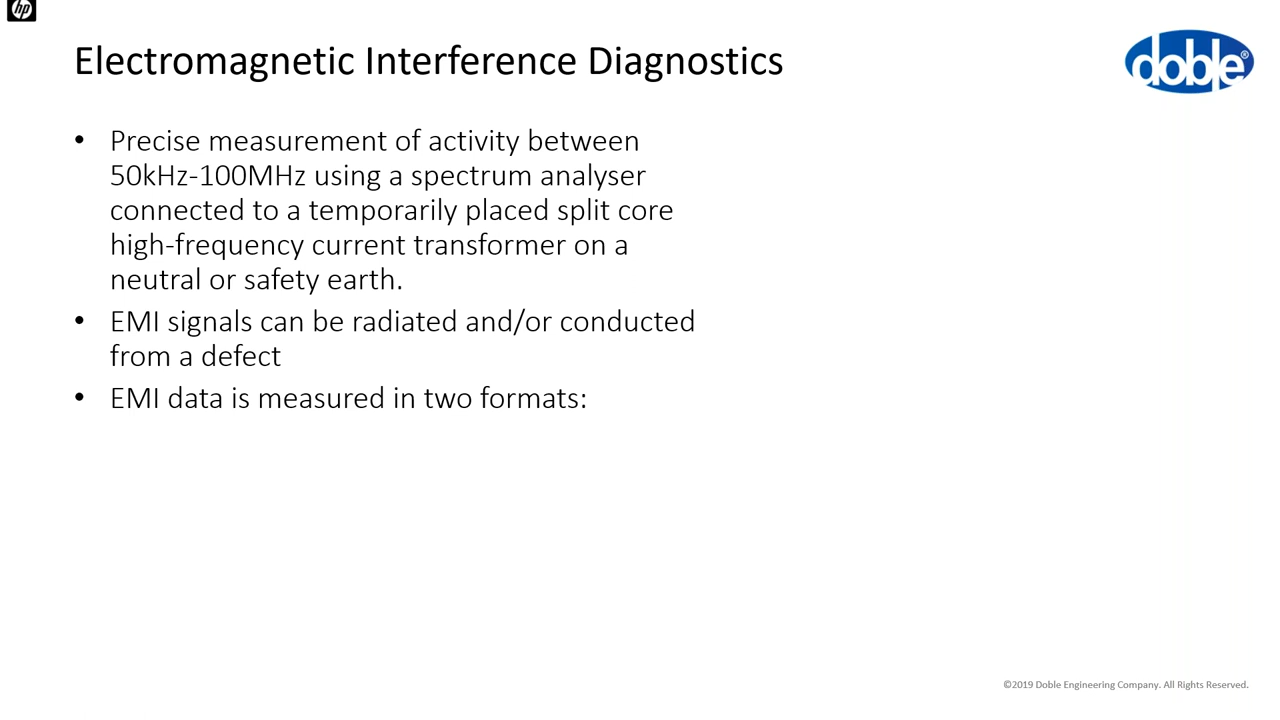 hp
Electromagnetic Interference Diagnostics
doble®
• Precise measurement of activity between
50kHz-100MHz using a spectrum analyser
connected to a temporarily placed split core
high-frequency current transformer on a
neutral or safety earth.
• EMI signals can be radiated and/or conducted
from a defect
• EMI data is measured in two formats:
©2019 Doble Engineering Company. All Rights Reserved.